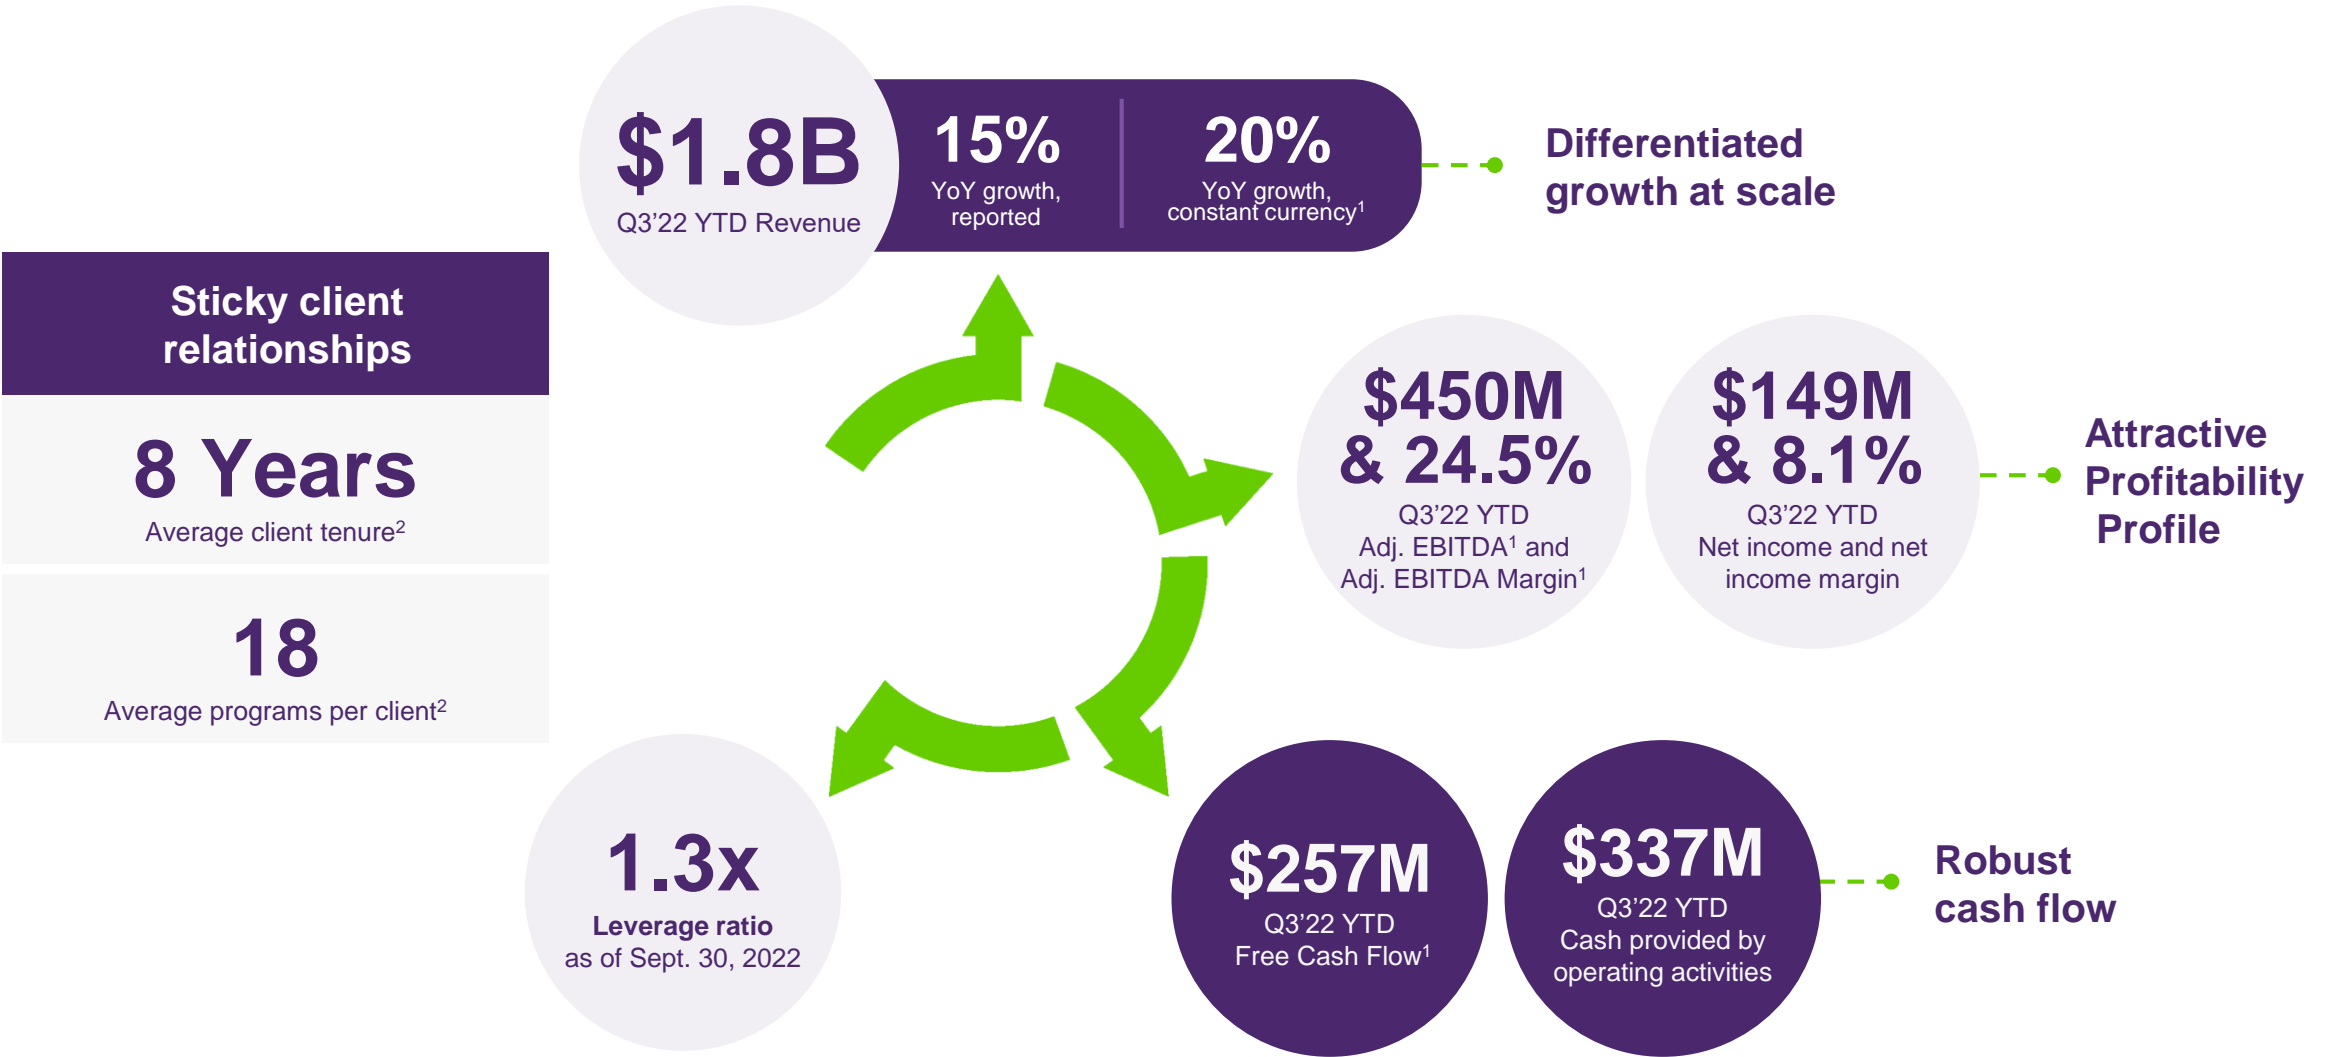 $1.8B
Q3’22 YTD Revenue
15%
YoY growth,
reported
20%
YoY growth,
constant currency¹
Differentiated
growth at scale
Sticky client
relationships
8 Years
Average client tenure²
18
Average programs per client²
$450M
& 24.5%
Q3’22 YTD
Adj. EBITDA¹ and
Adj. EBITDA Margin¹
$149M
& 8.1%
Q3’22 YTD
Net income and net
income margin
Attractive
Profitability
Profile
1.3x
Leverage ratio
as of Sept. 30, 2022
$257M
Q3’22 YTD
Free Cash Flow¹
$337M
Q3’22 YTD
Cash provided by
operating activities
Robust
cash flow